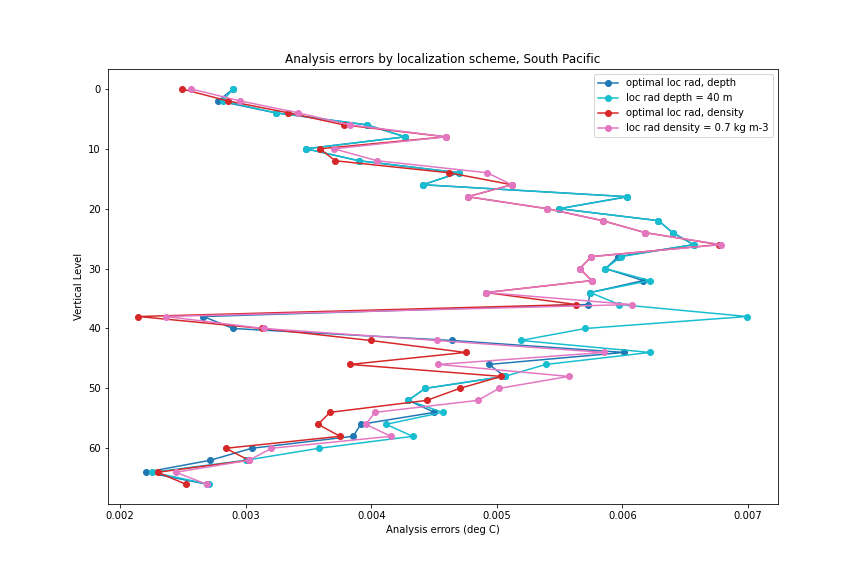 Analysis errors by localization scheme, South Pacific
optimal loc rad, depth
loc rad depth = 40 m
optimal loc rad, density
loc rad density = 0.7 kg m-3
Vertical Level
0
10
20
30
40
50
60
0.002 0.003 0.004 0.005 0.006 0.007
Analysis errors (deg C)